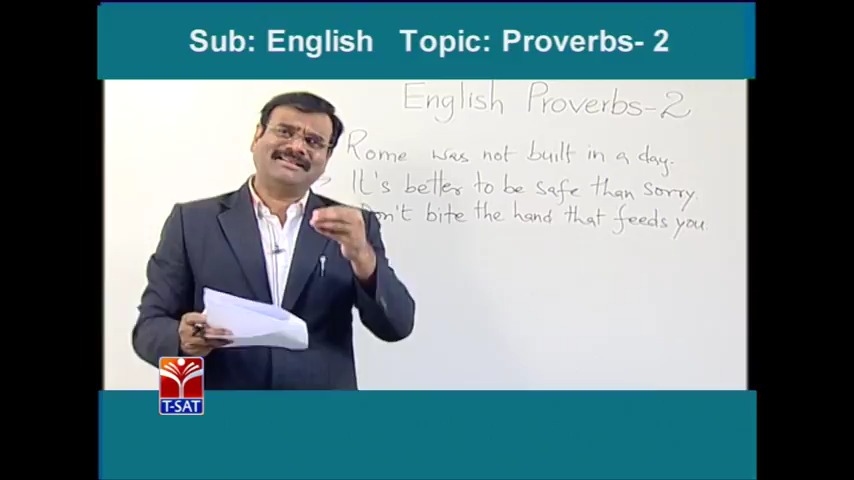 Sub: English Topic: Proverbs- 2
English Proverbs-2
Rome was not built in a day.
It's better to be safe than sorry.
Don't bite the hand that feeds you.
T-SAT